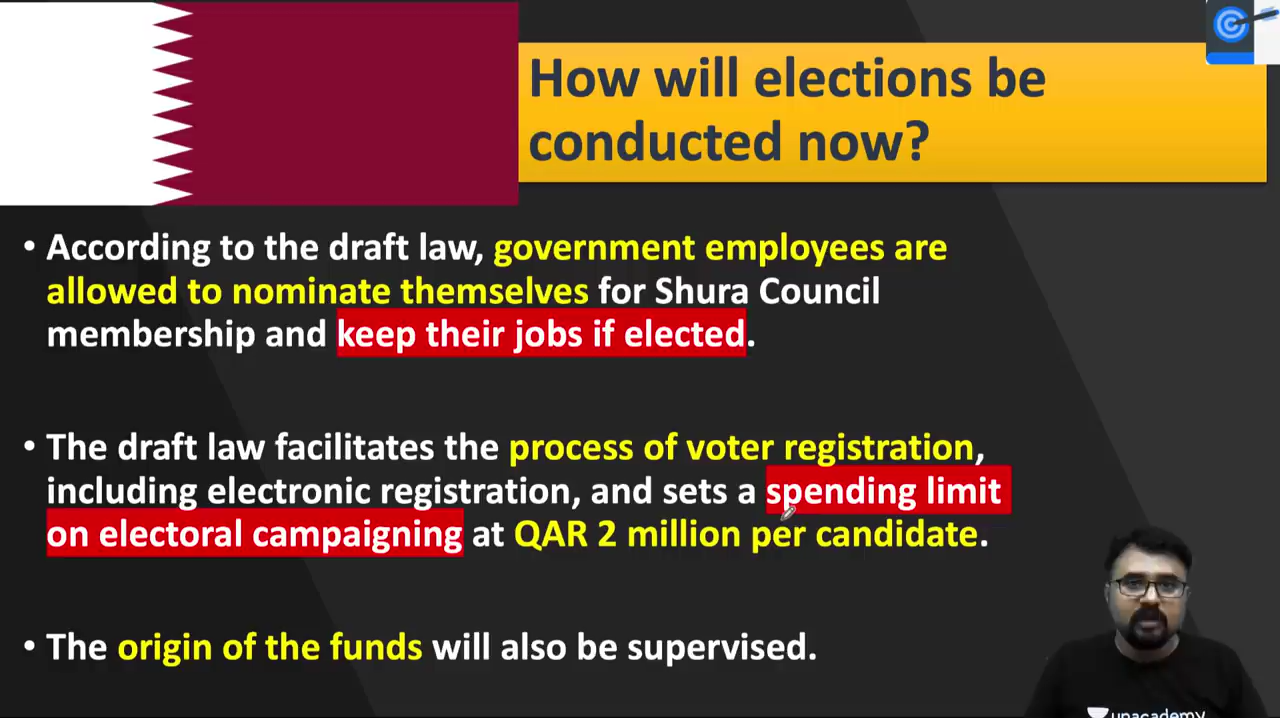 How will elections be
conducted now?
• According to the draft law, government employees are
allowed to nominate themselves for Shura Council
membership and keep their jobs if elected.
• The draft law facilitates the process of voter registration,
including electronic registration, and sets a spending limit
on electoral campaigning at QAR 2 million per candidate.
• The origin of the funds will also be supervised.
unacademy